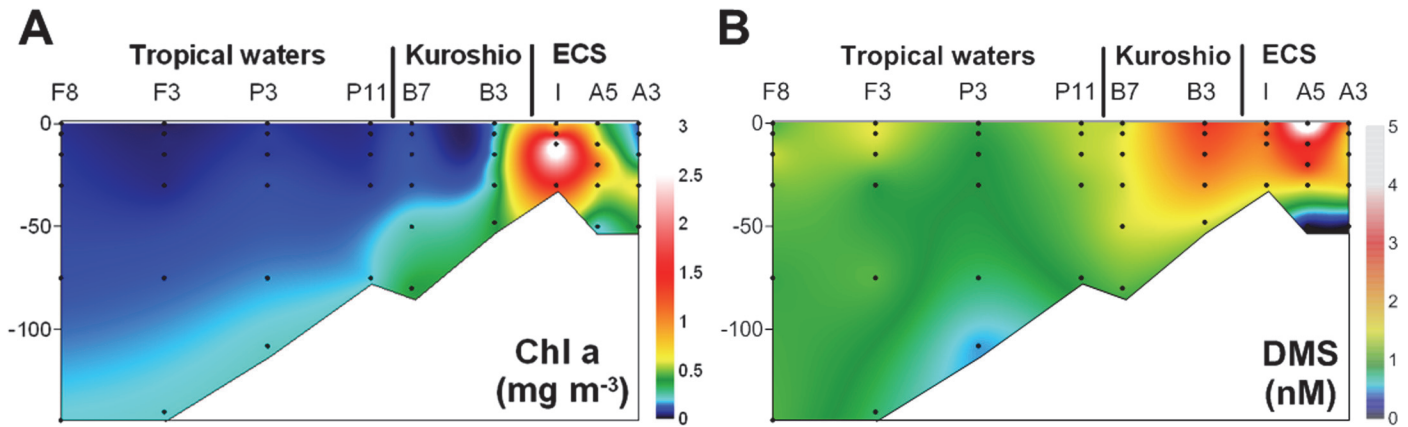 A
Tropical waters Kuroshio ECS
F8 F3 P3 P11 B7 B3 I A5 A3
0
-50
-100
Chl a
(mg m-3)
3
2.5
2
1.5
1
0.5
0
B
Tropical waters Kuroshio ECS
F8 F3 P3 P11 B7 B3 I A5 A3
0
-50
-100
DMS
(nM)
5
4
3
2
1
0